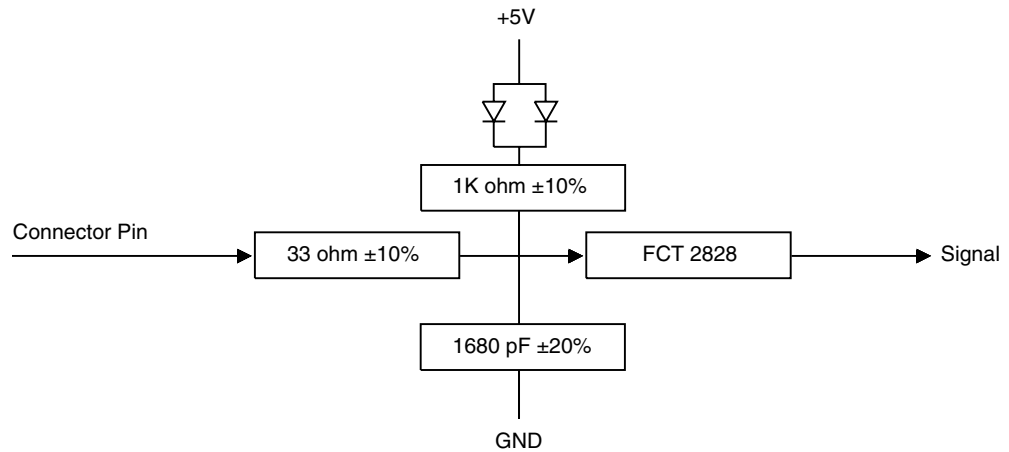 +5V
1K ohm ±10%
Connector Pin
33 ohm ±10%
FCT 2828
Signal
1680 pF ±20%
GND